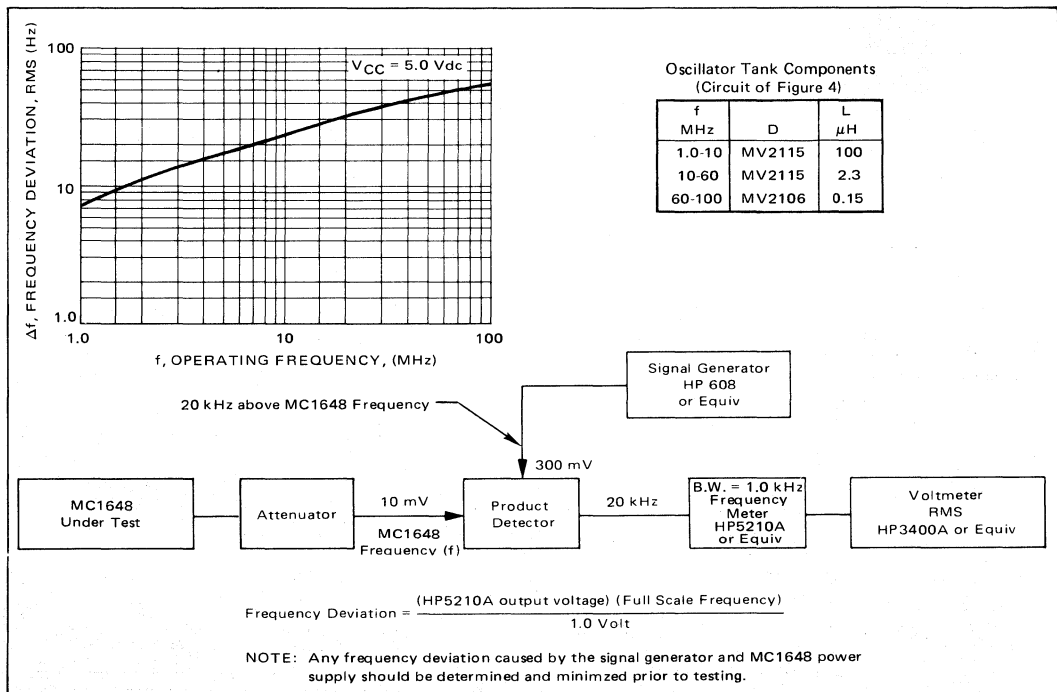 Δf, FREQUENCY DEVIATION, RMS (Hz)
100
10
1.0
VCC = 5.0 Vdc
1.0
10
100
f, OPERATING FREQUENCY, (MHz)
Oscillator Tank Components
(Circuit of Figure 4)
f
MHz
D
L
μH
1.0-10 MV2115 100
10-60 MV2115 2.3
60-100 MV2106 0.15
Signal Generator
HP 608
or Equiv
20 kHz above MC1648 Frequency
300 mV
MC1648
Under Test
Attenuator
10 mV
MC1648
Frequency (f)
Product
Detector
20 kHz
B.W. = 1.0 kHz
Frequency
Meter
HP5210A
or Equiv
Voltmeter
RMS
HP3400A or Equiv
Frequency Deviation = (HP5210A output voltage) (Full Scale Frequency)
1.0 Volt
NOTE: Any frequency deviation caused by the signal generator and MC1648 power
supply should be determined and minimzed prior to testing.